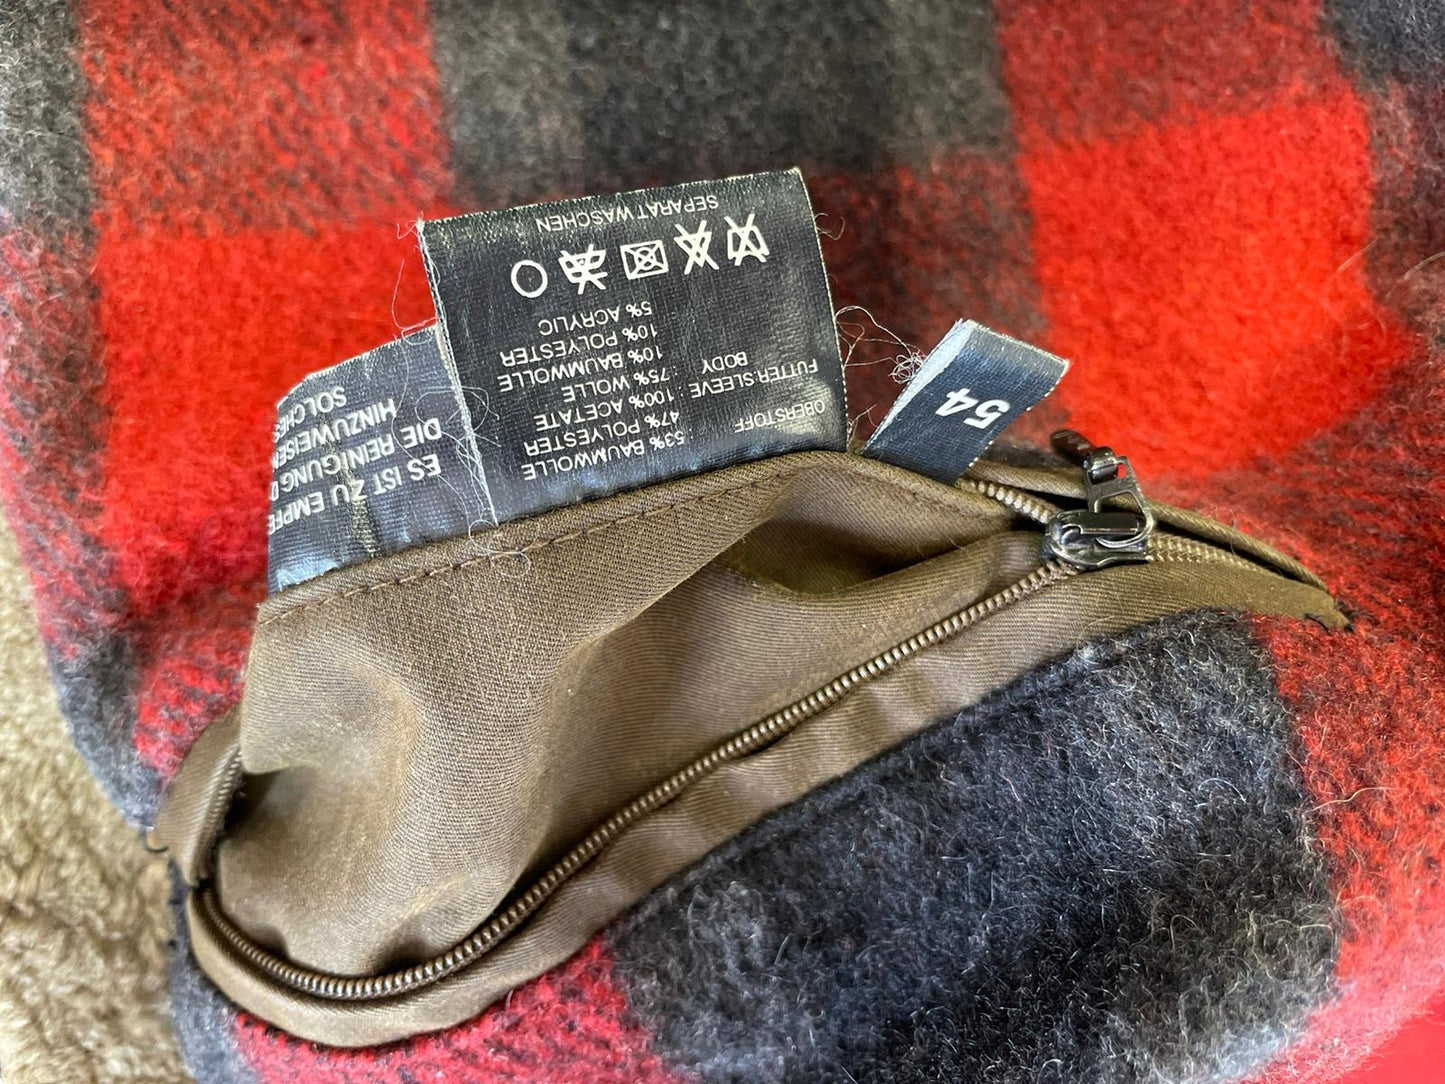 54
OBERSTOFF : 53% BAUMWOLLE
47% POLYESTER
FUTTER:SLEEVE : 100% ACETATE
BODY : 75% WOLLE
10% BAUMWOLLE
10% POLYESTER
5% ACRYLIC
SEPARAT WASCHEN
ES IST ZU EMPFE
DIE REINIGUNG D
HINZUWEISEN
SOLCHES